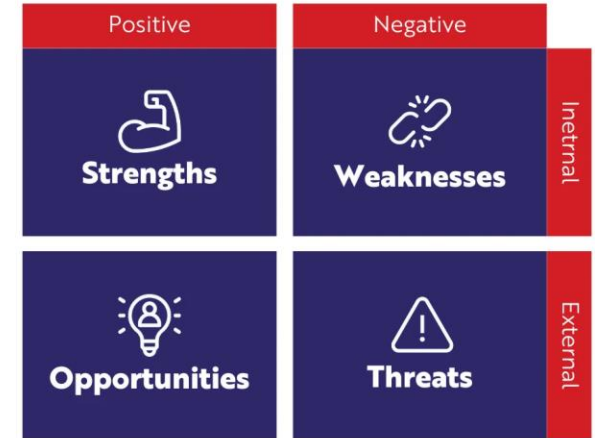 Positive
Negative
Strengths
Weaknesses
Inetrnal
Opportunities
Threats
External